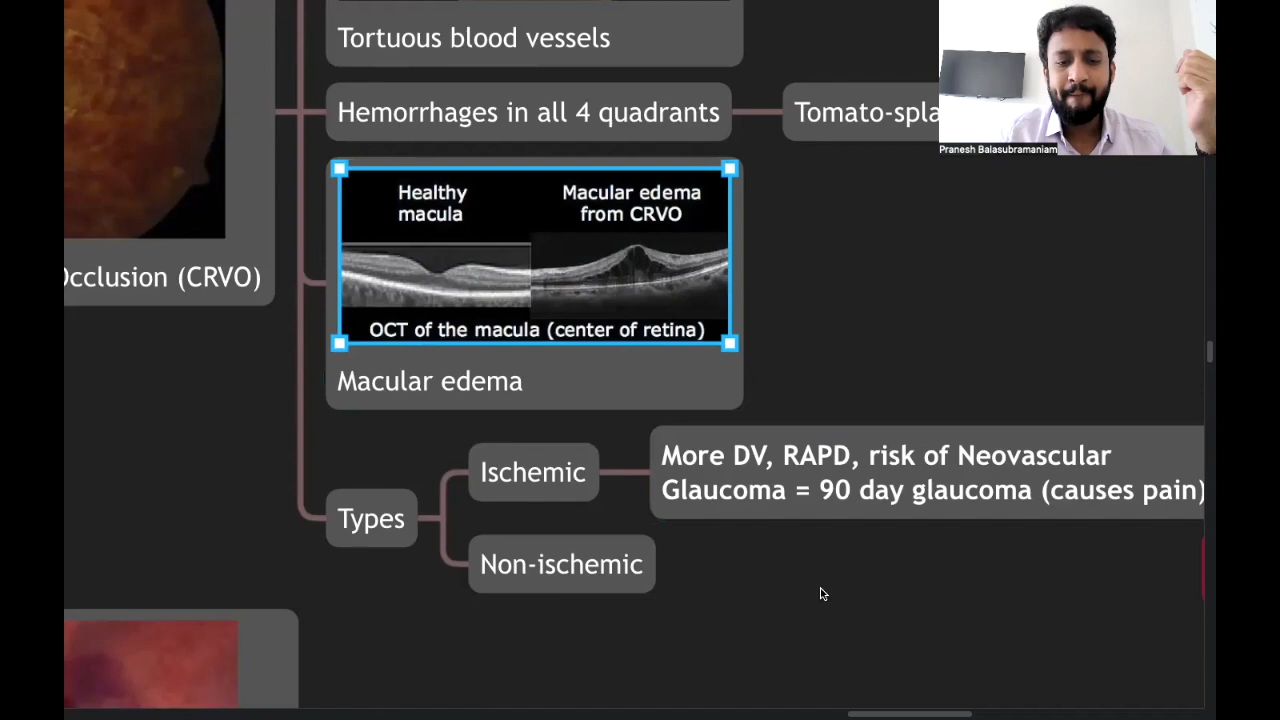 Tortuous blood vessels
Hemorrhages in all 4 quadrants
Pranesh Balasubramaniam
Healthy
macula
Macular edema
from CRVO
OCT of the macula (center of retina)
Macular edema
(CRVO)
Types
Ischemic
More DV, RAPD, risk of Neovascular
Glaucoma = 90 day glaucoma (causes pain)
Non-ischemic